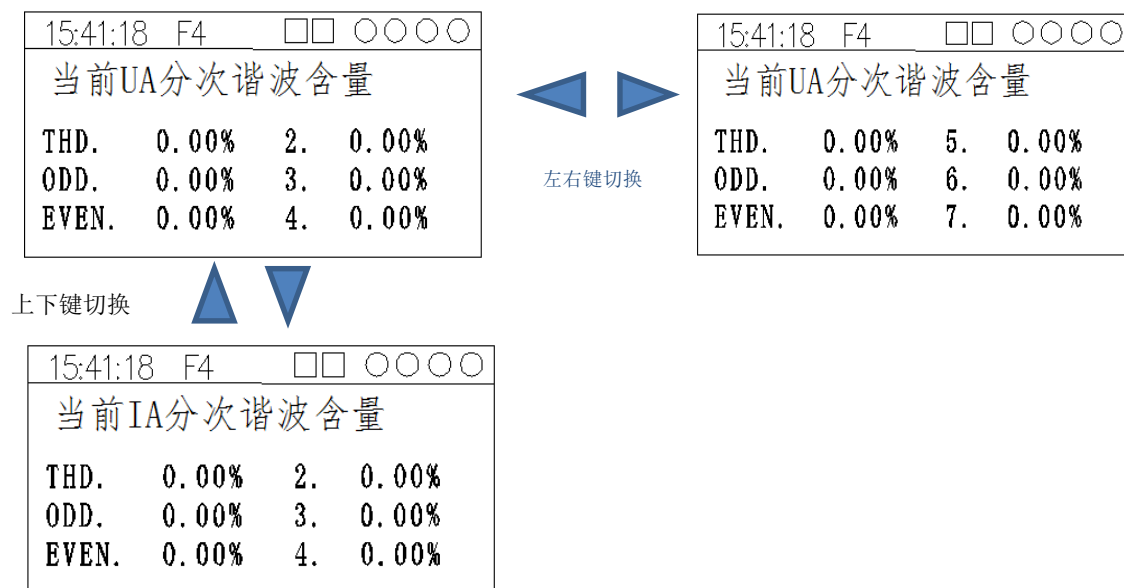 15:41:18 F4 □□ ○○○○
当前UA分次谐波含量
THD. 0.00% 2. 0.00%
ODD. 0.00% 3. 0.00%
EVEN. 0.00% 4. 0.00%
左右键切换
15:41:18 F4 □□ ○○○○
当前UA分次谐波含量
THD. 0.00% 5. 0.00%
ODD. 0.00% 6. 0.00%
EVEN. 0.00% 7. 0.00%
上下键切换
15:41:18 F4 □□ ○○○○
当前IA分次谐波含量
THD. 0.00% 2. 0.00%
ODD. 0.00% 3. 0.00%
EVEN. 0.00% 4. 0.00%